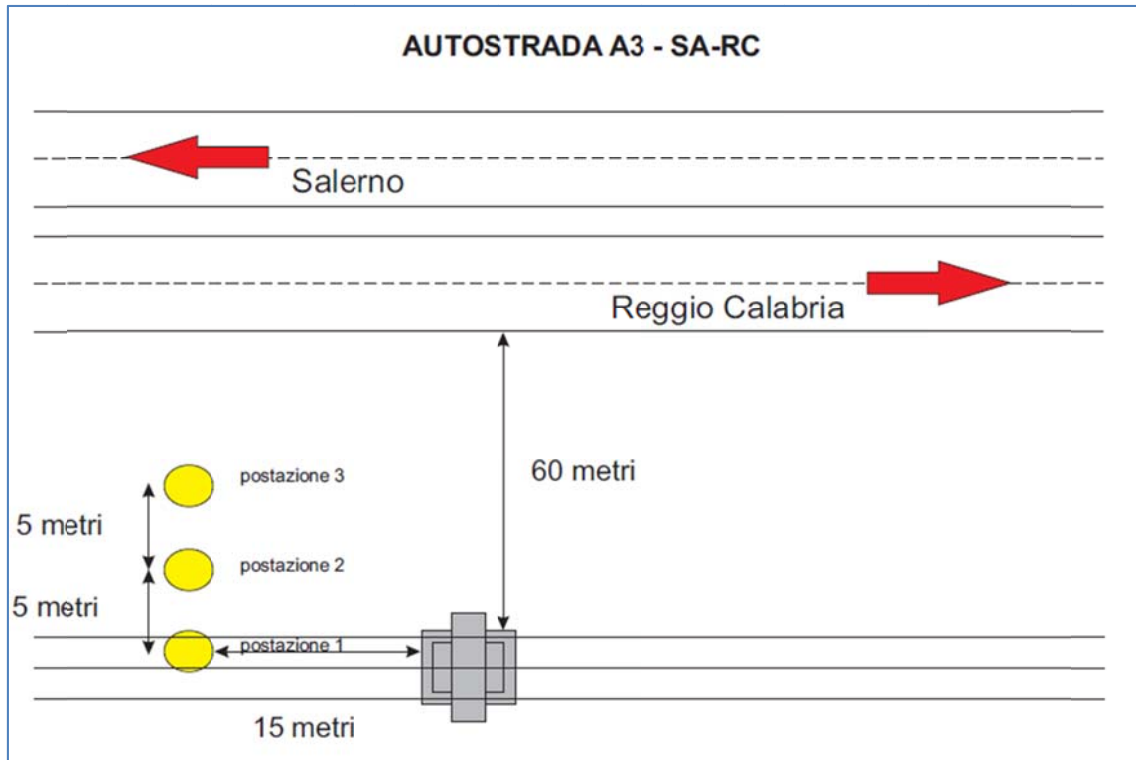 AUTOSTRADA A3 - SA-RC
Salerno
Reggio Calabria
postazione 3
60 metri
5 metri
postazione 2
5 metri
postazione 1
15 metri